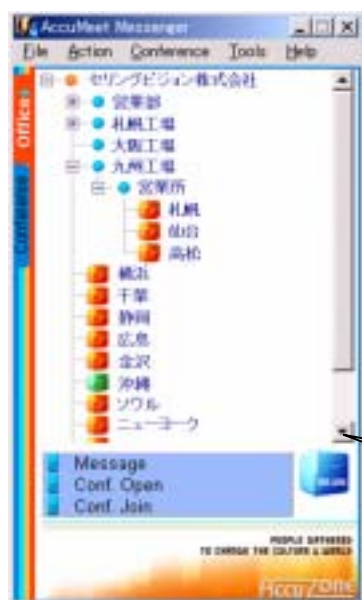 AccuMeet Messenger
File Action Conference Tools Help
Office
Conference
セリングビジョン株式会社
営業部
札幌工場
大阪工場
九州工場
営業所
札幌
仙台
高松
横浜
千葉
静岡
広島
金沢
沖縄
ソウル
ニューヨーク
Message
Conf. Open
Conf. Join
PEOPLE GATHERED
TO CHANGE THE CULTURE & WORLD
AccuZone